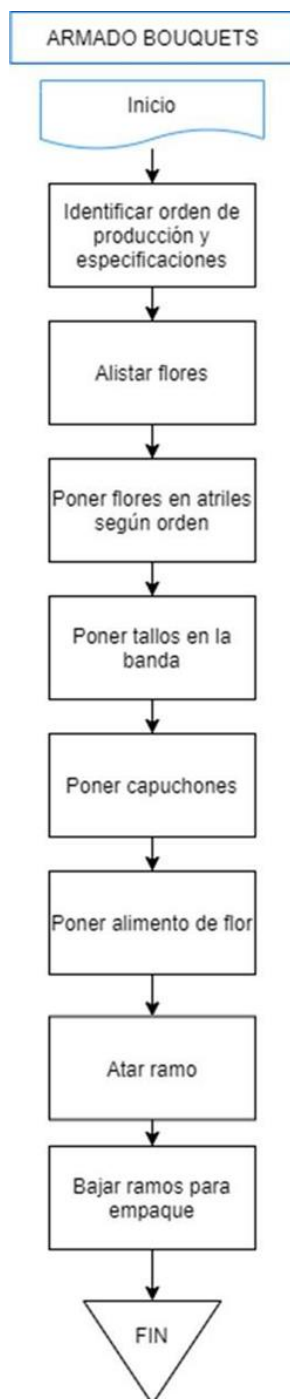 ARMADO BOUQUETS
Inicio
Identificar orden de
producción y
especificaciones
Alistar flores
Poner flores en atriles
según orden
Poner tallos en la
banda
Poner capuchones
Poner alimento de flor
Atar ramo
Bajar ramos para
empaque
FIN